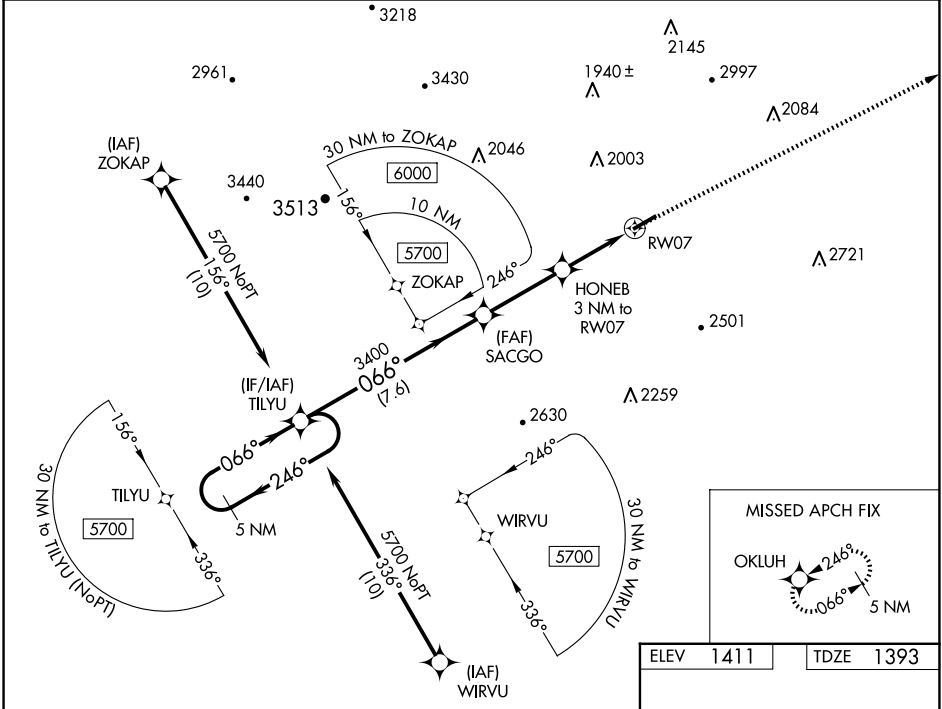 3218
2145
2961
3430
1940 ±
2997
2084
(IAF)
ZOKAP
30 NM to ZOKAP
2046
2003
6000
3440
3513
156°
10 NM
5700
ZOKAP
246°
RW07
2721
5700 NoPT
156°
(10)
HONEB
3 NM to
RW07
2501
(FAF)
SACGO
3400
066°
(7.6)
(IF/IAF)
TILYU
2259
2630
156°
066°
246°
246°
TILYU
5700
5 NM
WIRVU
5700
30 NM to WIRVU
336°
30 NM to TILYU (NoPT)
5700 NoPT
336°
(10)
336°
MISSED APCH FIX
OKLUH
246°
066°
5 NM
(IAF)
WIRVU
ELEV 1411
TDZE 1393